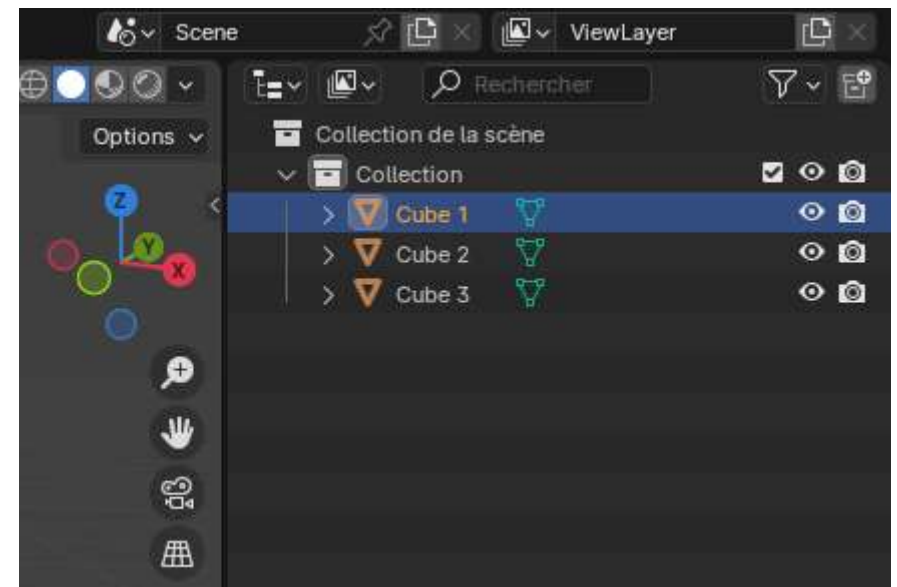 Scene ViewLayer
Rechercher
Options
Collection de la scène
Collection
Z
Cube 1
Y
X
Cube 2
Cube 3